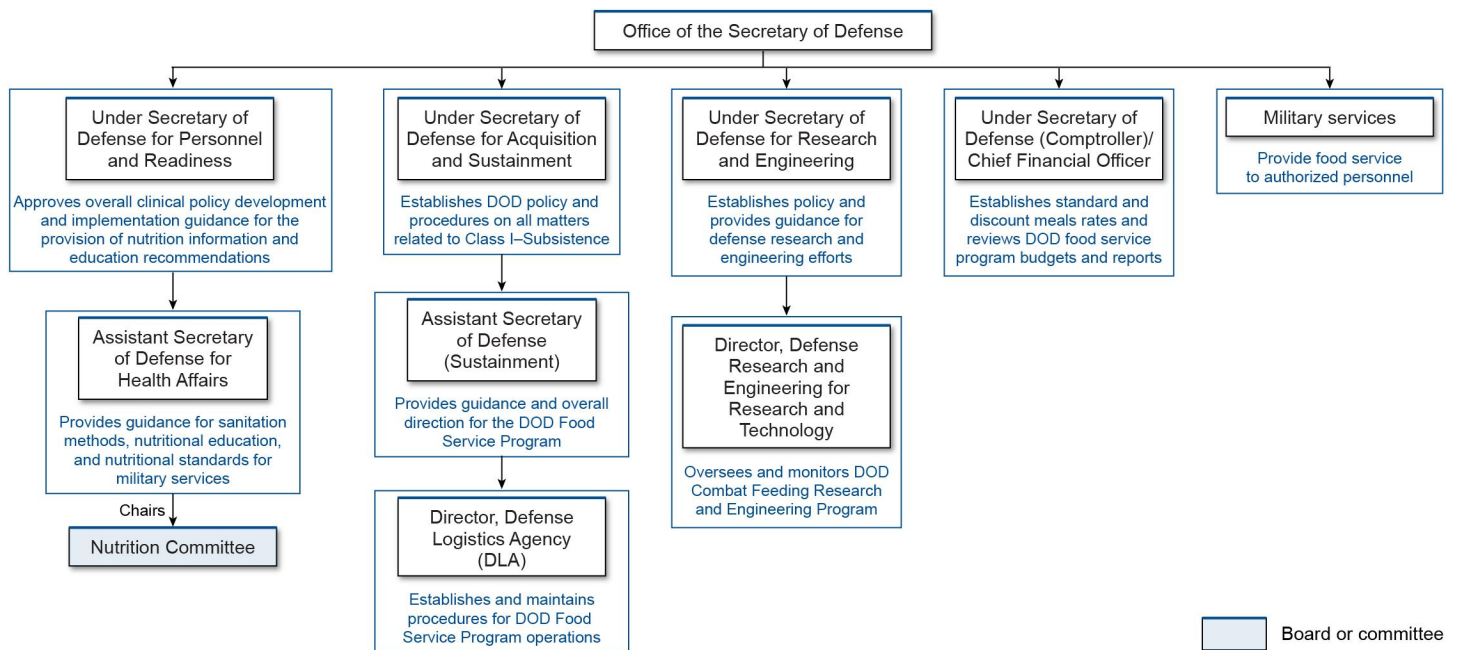 Office of the Secretary of Defense
Under Secretary of
Defense for Personnel
and Readiness
Approves overall clinical policy development
and implementation guidance for the
provision of nutrition information and
education recommendations
Assistant Secretary
of Defense for
Health Affairs
Provides guidance for sanitation
methods, nutritional education,
and nutritional standards for
military services
Chairs
Nutrition Committee
Under Secretary of
Defense for Acquisition
and Sustainment
Establishes DOD policy and
procedures on all matters
related to Class I–Subsistence
Assistant Secretary
of Defense
(Sustainment)
Provides guidance and overall
direction for the DOD Food
Service Program
Director, Defense
Logistics Agency
(DLA)
Establishes and maintains
procedures for DOD Food
Service Program operations
Under Secretary of
Defense for Research
and Engineering
Establishes policy and
provides guidance for
defense research and
engineering efforts
Director, Defense
Research and
Engineering for
Research and
Technology
Oversees and monitors DOD
Combat Feeding Research
and Engineering Program
Under Secretary of
Defense (Comptroller)/
Chief Financial Officer
Establishes standard and
discount meals rates and
reviews DOD food service
program budgets and reports
Military services
Provide food service
to authorized personnel
Board or committee